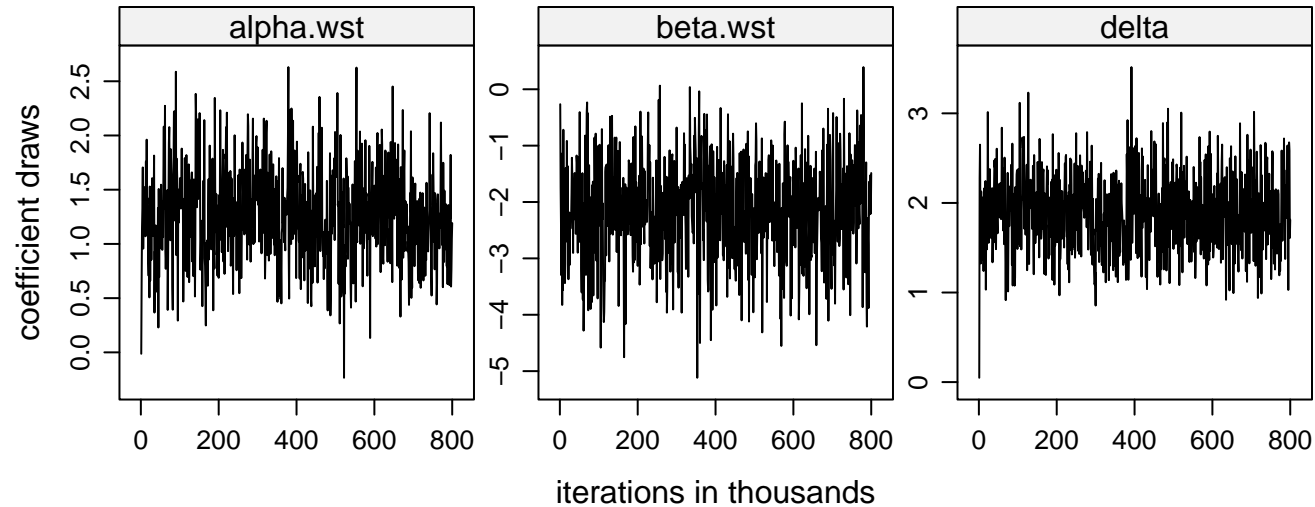 alpha.wst
beta.wst
delta
coefficient draws
0.0 0.5 1.0 1.5 2.0 2.5
−5 −4 −3 −2 −1 0
0 1 2 3
0 200 400 600 800
0 200 400 600 800
0 200 400 600 800
iterations in thousands